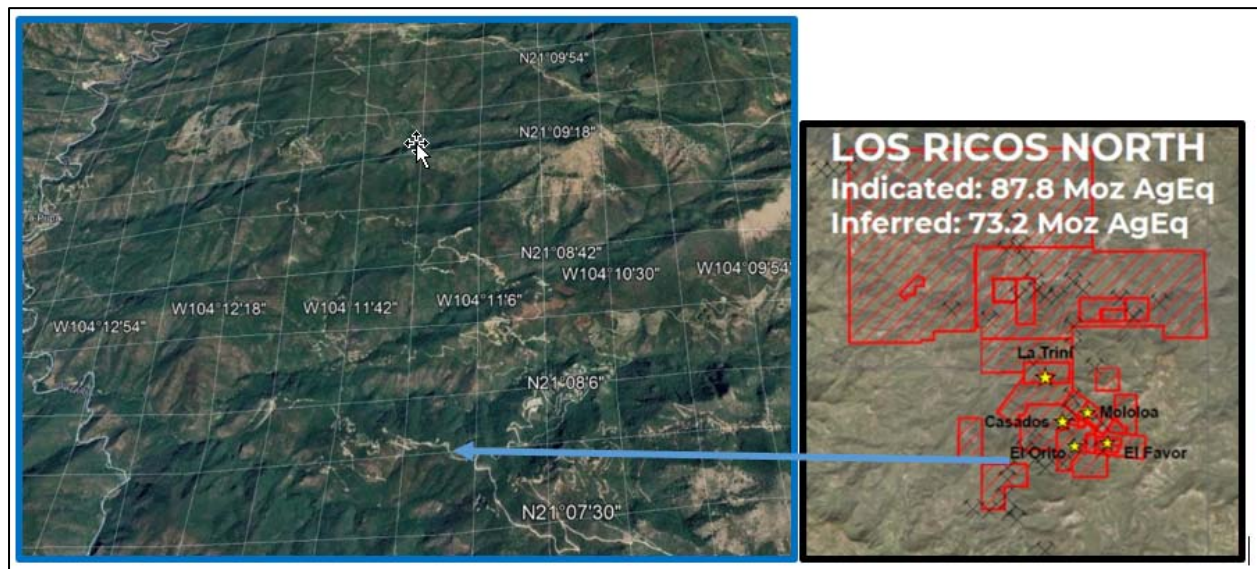 N21°09'54"
N21°09'18"
N21°08'42"
W104°10'30"
W104°09'54"
W104°11'6"
W104°11'42"
W104°12'18"
W104°12'54"
N21°08'6"
N21°07'30"
LOS RICOS NORTH
Indicated: 87.8 Moz AgEq
Inferred: 73.2 Moz AgEq
La Trini
Mololoa
Casados
El Orito
El Favor